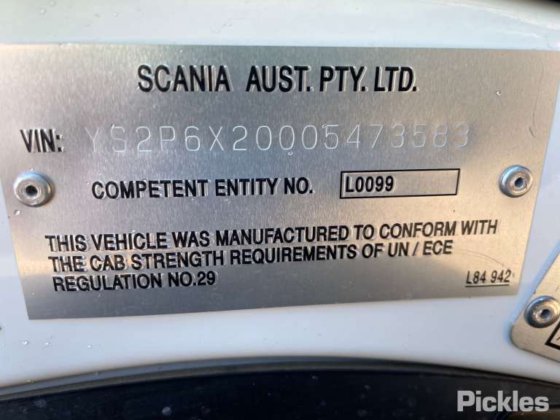 SCANIA AUST. PTY. LTD.
VIN: YS2P6X20005473583
COMPETENT ENTITY NO. L0099
THIS VEHICLE WAS MANUFACTURED TO CONFORM WITH
THE CAB STRENGTH REQUIREMENTS OF UN / ECE
REGULATION NO.29
L84 942
Pickles